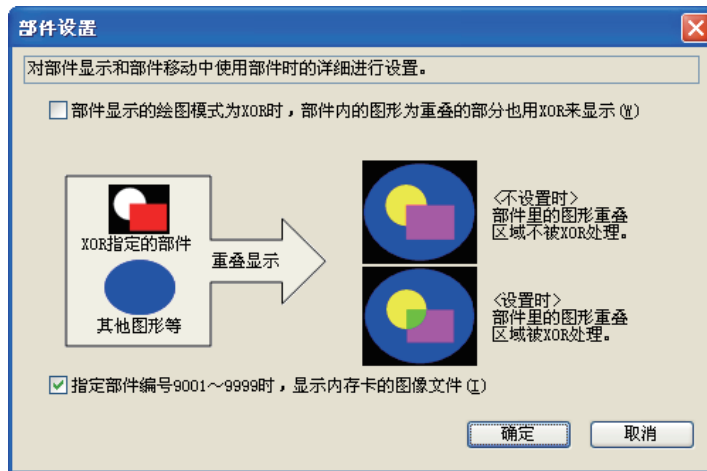 部件设置
对部件显示和部件移动中使用部件时的详细进行设置。
部件显示的绘图模式为XOR时，部件内的图形为重叠的部分也用XOR来显示(W)
XOR指定的部件
其他图形等
重叠显示
〈不设置时〉
部件里的图形重叠
区域不被XOR处理。
〈设置时〉
部件里的图形重叠
区域被XOR处理。
指定部件编号9001～9999时，显示内存卡的图像文件(I)
确定
取消